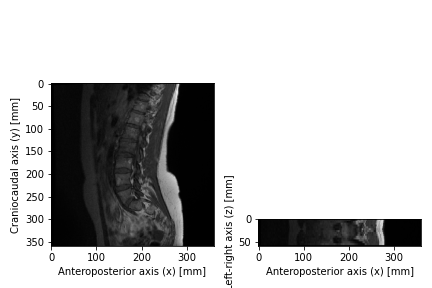 Craniocaudal axis (y) [mm]
0
50
100
150
200
250
300
350
0 100 200 300
Anteroposterior axis (x) [mm]
Left-right axis (z) [mm]
0
50
0 100 200 300
Anteroposterior axis (x) [mm]